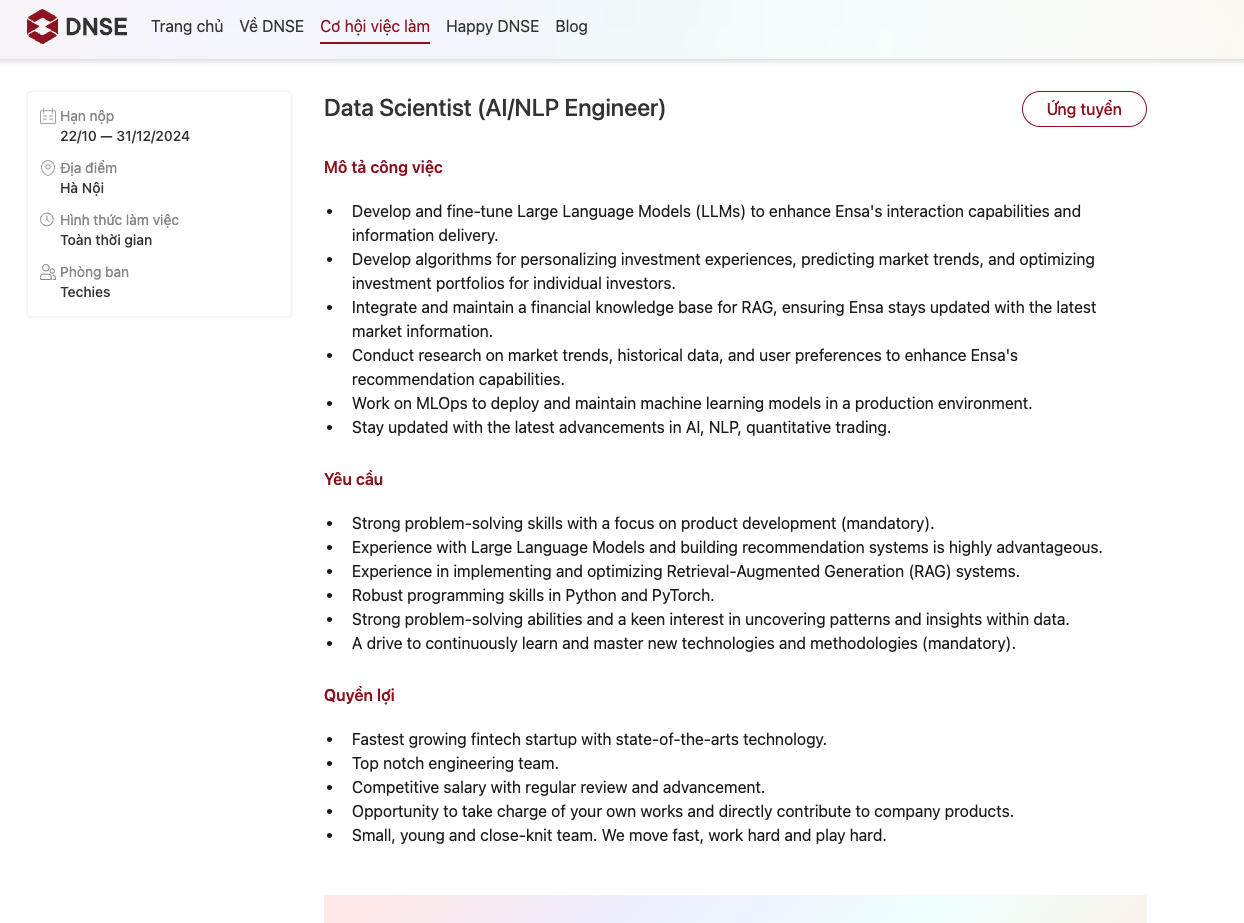 DNSE Trang chủ Về DNSE Cơ hội việc làm Happy DNSE Blog
Hạn nộp
22/10 — 31/12/2024
Địa điểm
Hà Nội
Hình thức làm việc
Toàn thời gian
Phòng ban
Techies
Data Scientist (AI/NLP Engineer)
Ứng tuyển
Mô tả công việc
• Develop and fine-tune Large Language Models (LLMs) to enhance Ensa's interaction capabilities and
information delivery.
• Develop algorithms for personalizing investment experiences, predicting market trends, and optimizing
investment portfolios for individual investors.
• Integrate and maintain a financial knowledge base for RAG, ensuring Ensa stays updated with the latest
market information.
• Conduct research on market trends, historical data, and user preferences to enhance Ensa's
recommendation capabilities.
• Work on MLOps to deploy and maintain machine learning models in a production environment.
• Stay updated with the latest advancements in AI, NLP, quantitative trading.
Yêu cầu
• Strong problem-solving skills with a focus on product development (mandatory).
• Experience with Large Language Models and building recommendation systems is highly advantageous.
• Experience in implementing and optimizing Retrieval-Augmented Generation (RAG) systems.
• Robust programming skills in Python and PyTorch.
• Strong problem-solving abilities and a keen interest in uncovering patterns and insights within data.
• A drive to continuously learn and master new technologies and methodologies (mandatory).
Quyền lợi
• Fastest growing fintech startup with state-of-the-arts technology.
• Top notch engineering team.
• Competitive salary with regular review and advancement.
• Opportunity to take charge of your own works and directly contribute to company products.
• Small, young and close-knit team. We move fast, work hard and play hard.